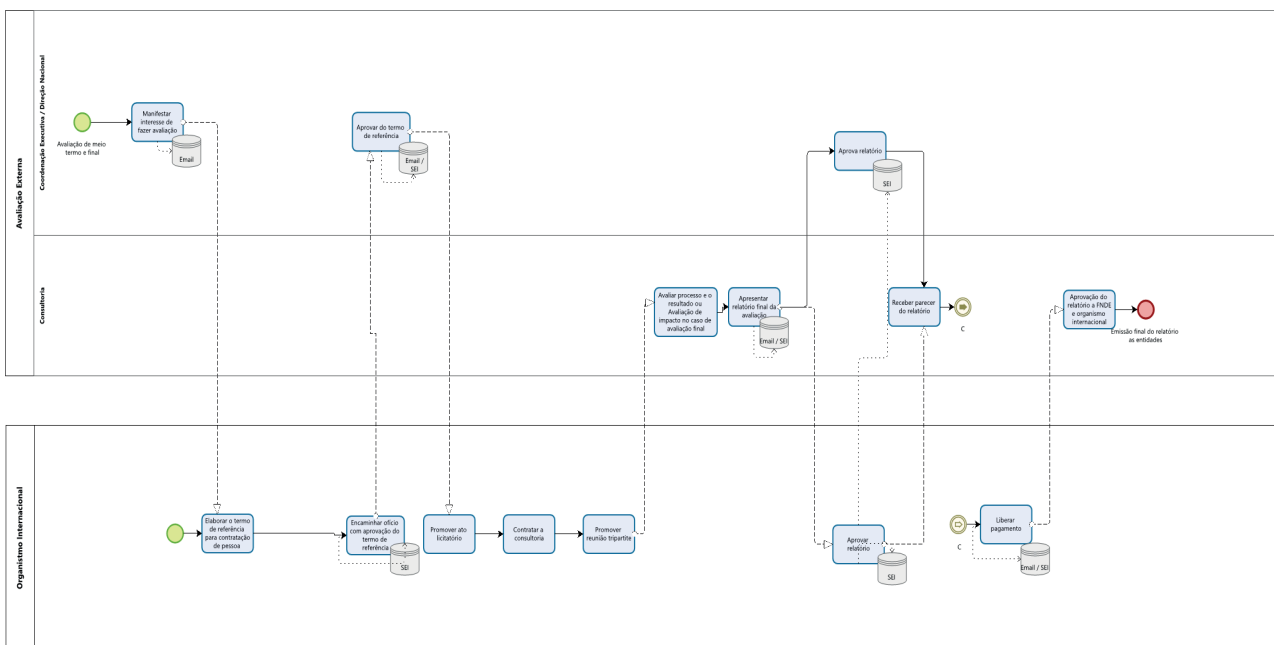 Avaliação Externa
Coordenação Executiva / Direção Nacional
Avaliação de meio
termo e final
Manifestar
interesse de
fazer avaliação
Email
Aprovar do termo
de referência
Email /
SEI
Aprova relatório
SEI
Consultoria
Avaliar processo e o
resultado ou
Avaliação de
impacto no caso de
avaliação final
Apresentar
relatório final da
avaliação
Email / SEI
Receber parecer
do relatório
C
Aprovação do
relatório a FNDE
e organismo
internacional
Emissão final do relatório
as entidades
Organistmo Internacional
Elaborar o termo
de referência
para contratação
de pessoa
Encaminhar ofício
com aprovação do
termo de
referência
SEI
Promover ato
licitatório
Contratar a
consultoria
Promover
reunião tripartite
Aprovar
relatório
SEI
C
Liberar
pagamento
Email / SEI